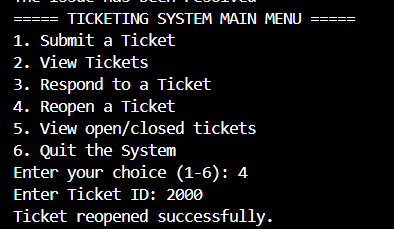 The issue has been resolved
===== TICKETING SYSTEM MAIN MENU =====
1. Submit a Ticket
2. View Tickets
3. Respond to a Ticket
4. Reopen a Ticket
5. View open/closed tickets
6. Quit the System
Enter your choice (1-6): 4
Enter Ticket ID: 2000
Ticket reopened successfully.